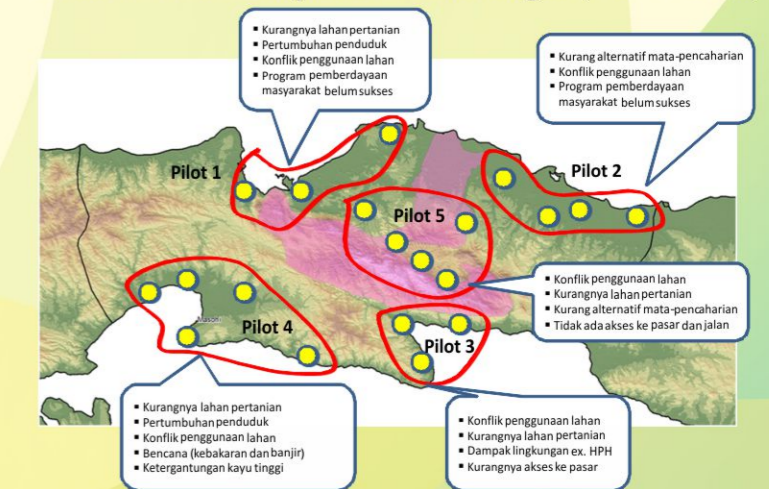 ▪ Kurangnya lahan pertanian
▪ Pertumbuhan penduduk
▪ Konflik penggunaan lahan
▪ Program pemberdayaan
masyarakat belum sukses
▪ Kurang alternatif mata-pencaharian
▪ Konflik penggunaan lahan
▪ Program pemberdayaan
masyarakat belum sukses
Pilot 1
Pilot 2
Pilot 5
▪ Konflik penggunaan lahan
▪ Kurangnya lahan pertanian
▪ Kurang alternatif mata-pencaharian
▪ Tidak ada akses ke pasar dan jalan
Pilot 4
Pilot 3
▪ Kurangnya lahan pertanian
▪ Pertumbuhan penduduk
▪ Konflik penggunaan lahan
▪ Bencana (kebakaran dan banjir)
▪ Ketergantungan kayu tinggi
▪ Konflik penggunaan lahan
▪ Kurangnya lahan pertanian
▪ Dampak lingkungan ex. HPH
▪ Kurangnya akses ke pasar